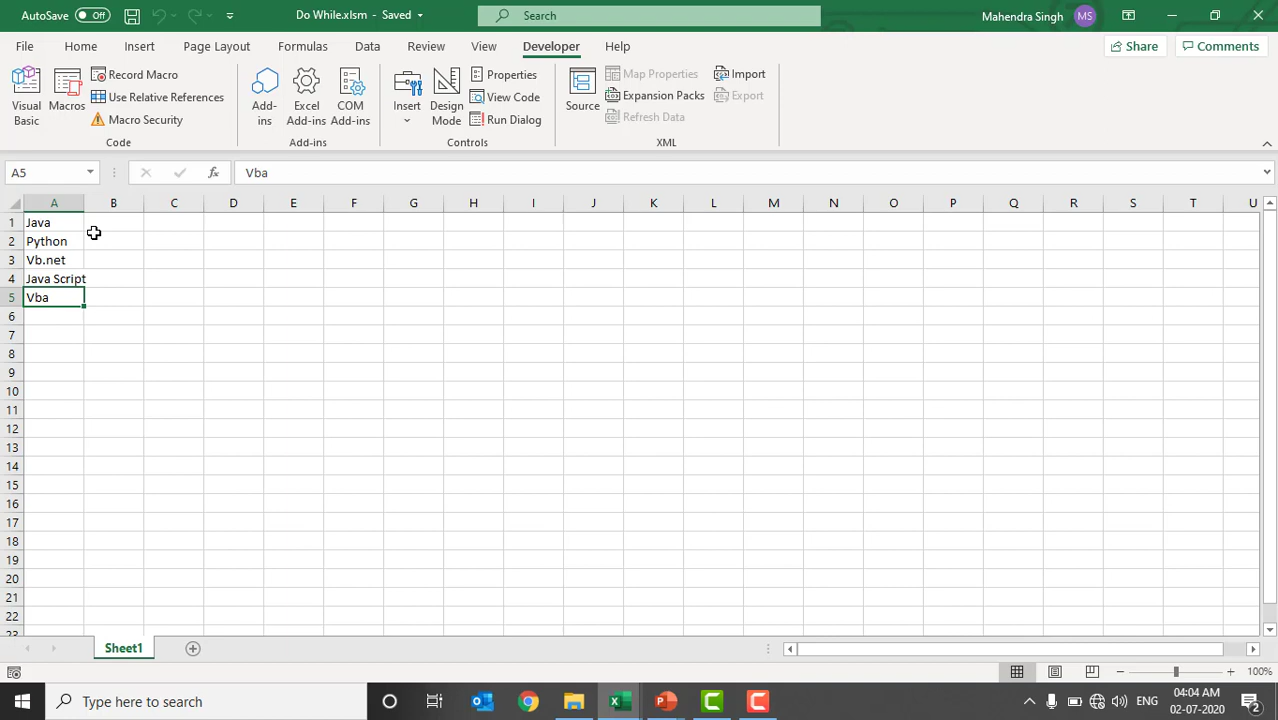 AutoSave Off Do While.xlsm - Saved Search Mahendra Singh MS
File Home Insert Page Layout Formulas Data Review View Developer Help Share Comments
Visual Basic
Macros
Record Macro
Use Relative References
Macro Security
Code
Add-ins
Excel Add-ins
COM Add-ins
Add-ins
Insert
Design Mode
Properties
View Code
Run Dialog
Controls
Source
Map Properties
Expansion Packs
Refresh Data
Import
Export
XML
A5 fx Vba
A B C D E F G H I J K L M N O P Q R S T U
1 Java
2 Python
3 Vb.net
4 Java Script
5 Vba
6
7
8
9
10
11
12
13
14
15
16
17
18
19
20
21
22
23
Sheet1
100%
Type here to search ENG 04:04 AM
02-07-2020 2